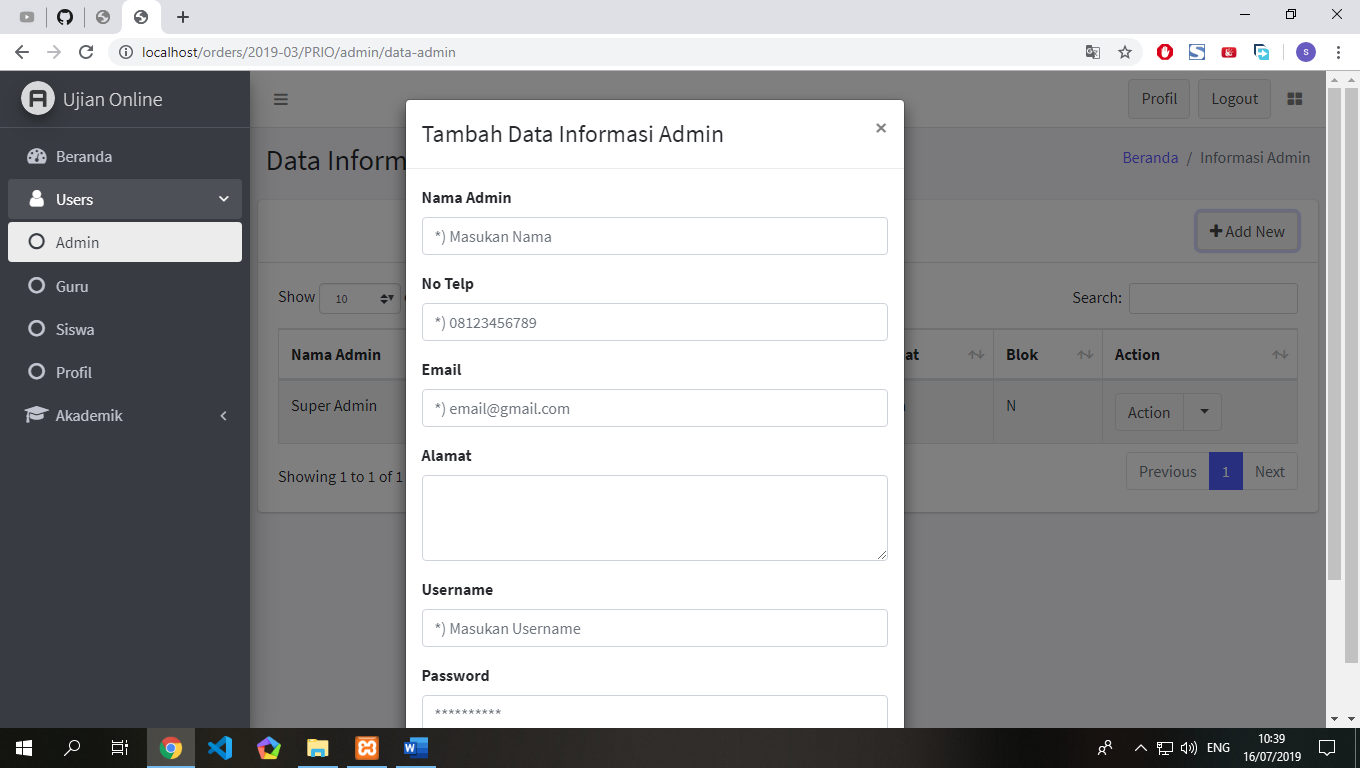 localhost/orders/2019-03/PRIO/admin/data-admin
S
Ujian Online
Profil
Logout
Beranda
Users
Admin
Guru
Siswa
Profil
Akademik
Data Inform
Beranda / Informasi Admin
Add New
Show 10
Search:
Nama Admin
at
Blok
Action
Super Admin
N
Action
Showing 1 to 1 of 1
Previous
1
Next
Tambah Data Informasi Admin
×
Nama Admin
*) Masukan Nama
No Telp
*) 08123456789
Email
*) email@gmail.com
Alamat
Username
*) Masukan Username
Password
**********
ENG
10:39
16/07/2019